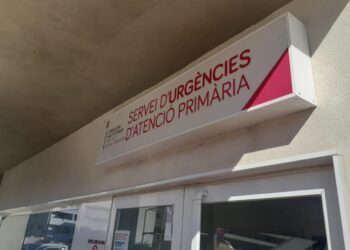 SERVEI D'URGÈNCIES
D'ATENCIÓ PRIMÀRIA